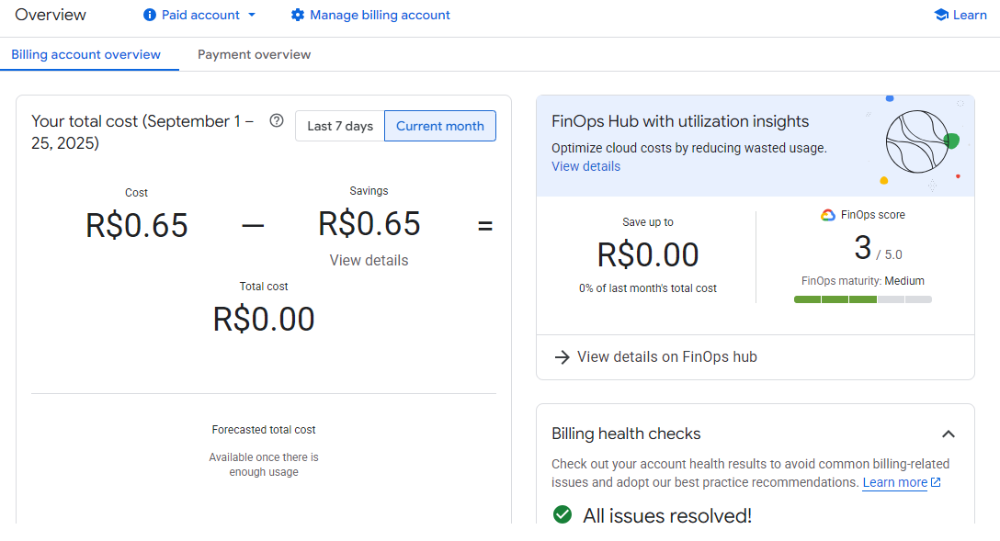 Overview
Paid account
Manage billing account
Learn
Billing account overview
Payment overview
Your total cost (September 1 –
25, 2025)
Last 7 days
Current month
Cost
R$0.65
—
Savings
R$0.65
View details
=
Total cost
R$0.00
Forecasted total cost
Available once there is
enough usage
FinOps Hub with utilization insights
Optimize cloud costs by reducing wasted usage.
View details
Save up to
R$0.00
0% of last month's total cost
FinOps score
3 / 5.0
FinOps maturity: Medium
View details on FinOps hub
Billing health checks
Check out your account health results to avoid common billing-related
issues and adopt our best practice recommendations. Learn more
All issues resolved!